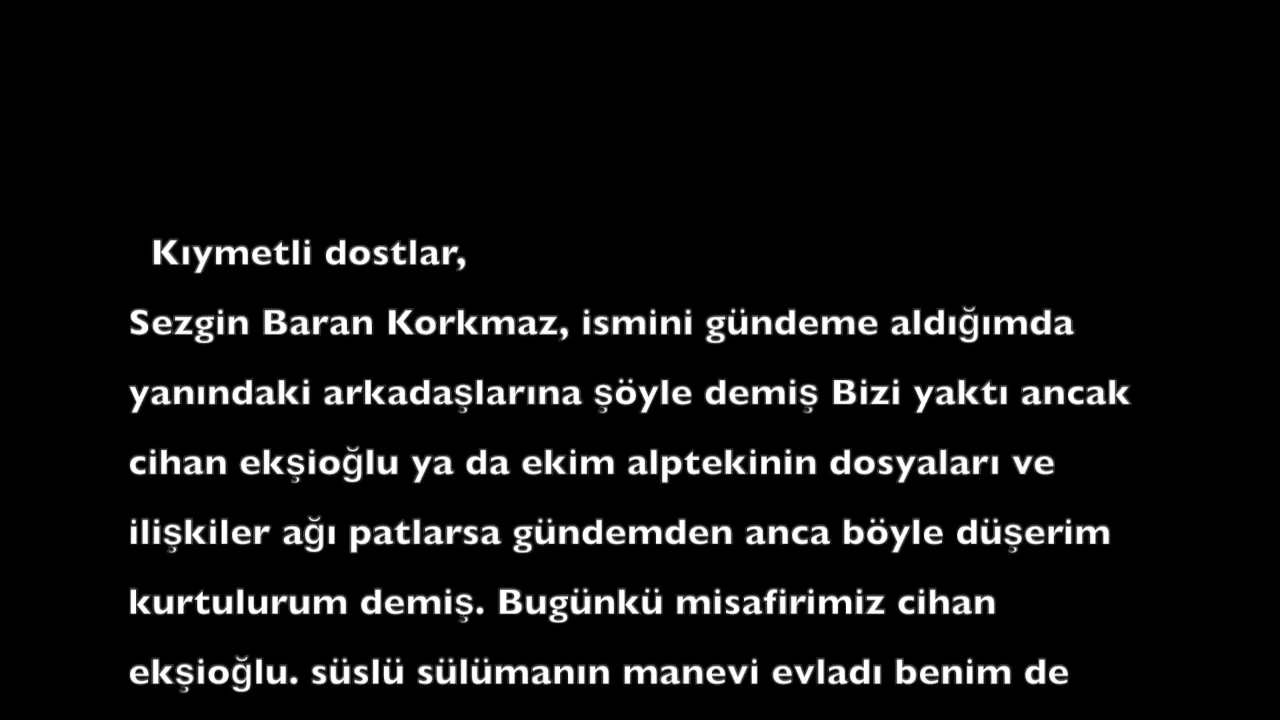 Kıymetli dostlar,
Sezgin Baran Korkmaz, ismini gündeme aldığımda
yanındaki arkadaşlarına şöyle demiş Bizi yaktı ancak
cihan ekşioğlu ya da ekim alptekinin dosyaları ve
ilişkiler ağı patlarsa gündemden anca böyle düşerim
kurtulurum demiş. Bugünkü misafirimiz cihan
ekşioğlu. süslü sülümanın manevi evladı benim de